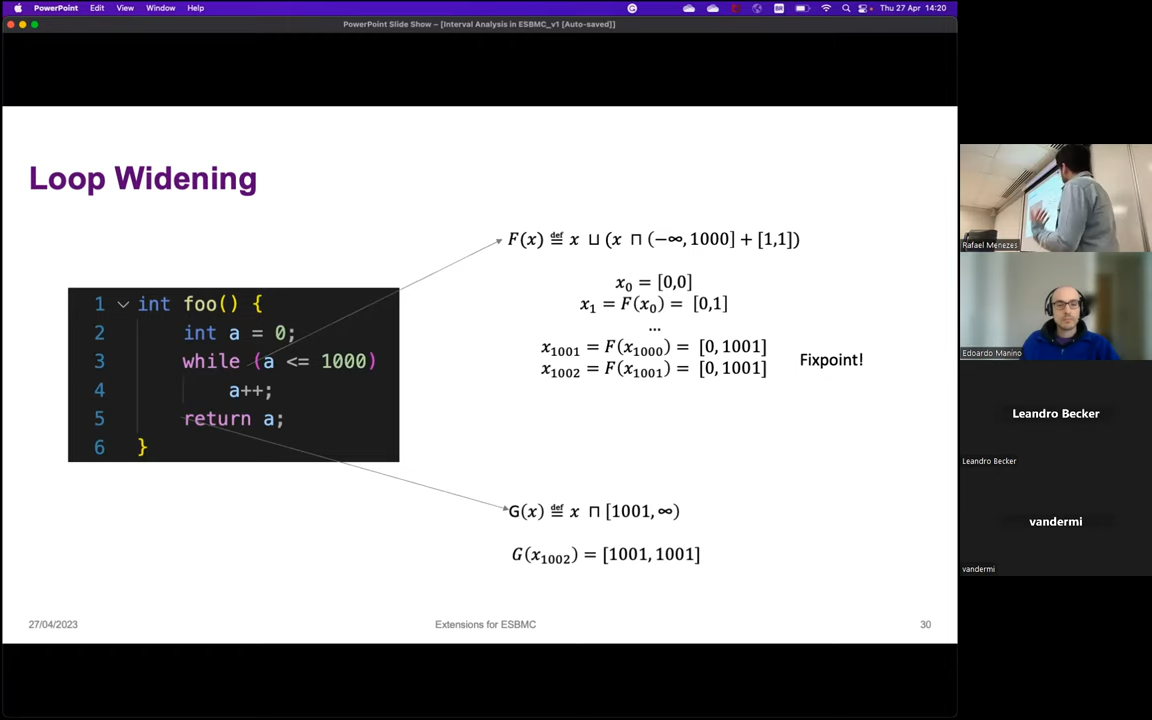 PowerPoint Edit View Window Help Thu 27 Apr 14:20
PowerPoint Slide Show – [Interval Analysis in ESBMC_v1 [Auto-saved]]
Loop Widening
F(x) ≝ x ⊔ (x ⊓ (−∞, 1000] + [1,1])
x₀ = [0,0]
x₁ = F(x₀) = [0,1]
...
x₁₀₀₁ = F(x₁₀₀₀) = [0, 1001]
x₁₀₀₂ = F(x₁₀₀₁) = [0, 1001]
Fixpoint!
1 int foo() {
2 int a = 0;
3 while (a <= 1000)
4 a++;
5 return a;
6 }
G(x) ≝ x ⊓ [1001, ∞)
G(x₁₀₀₂) = [1001, 1001]
27/04/2023 Extensions for ESBMC 30
Rafael Menezes
Edoardo Manino
Leandro Becker
Leandro Becker
vandermi
vandermi